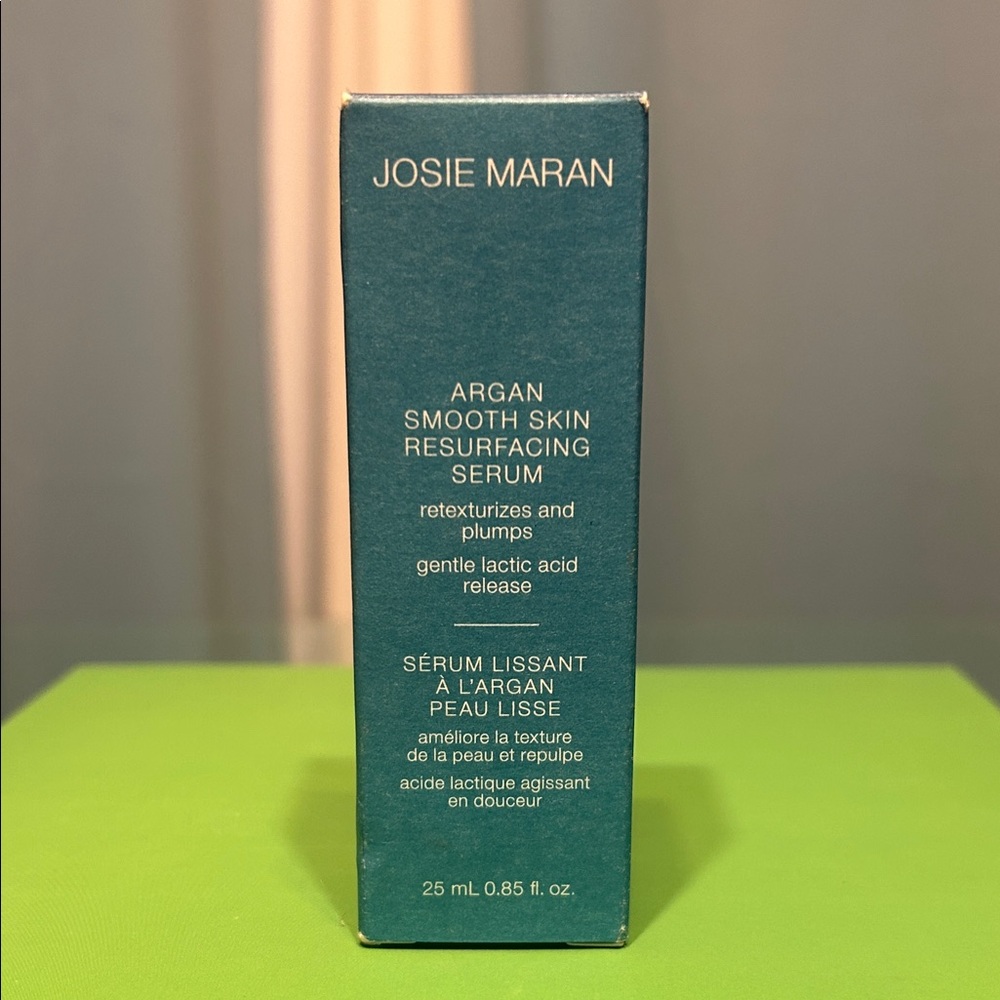 JOSIE MARAN
ARGAN
SMOOTH SKIN
RESURFACING
SERUM
retexturizes and
plumps
gentle lactic acid
release
SÉRUM LISSANT
À L'ARGAN
PEAU LISSE
améliore la texture
de la peau et repulpe
acide lactique agissant
en douceur
25 mL 0.85 fl. oz.